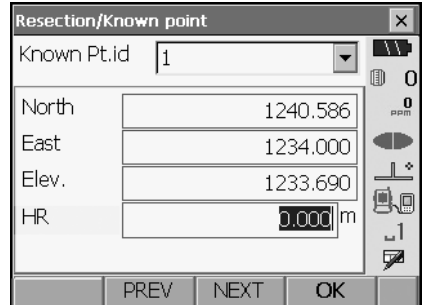 Resection/Known point
Known Pt.id 1
0
0
ppm
North 1240.586
East 1234.000
Elev. 1233.690
HR 0.000 m
1
PREV NEXT OK